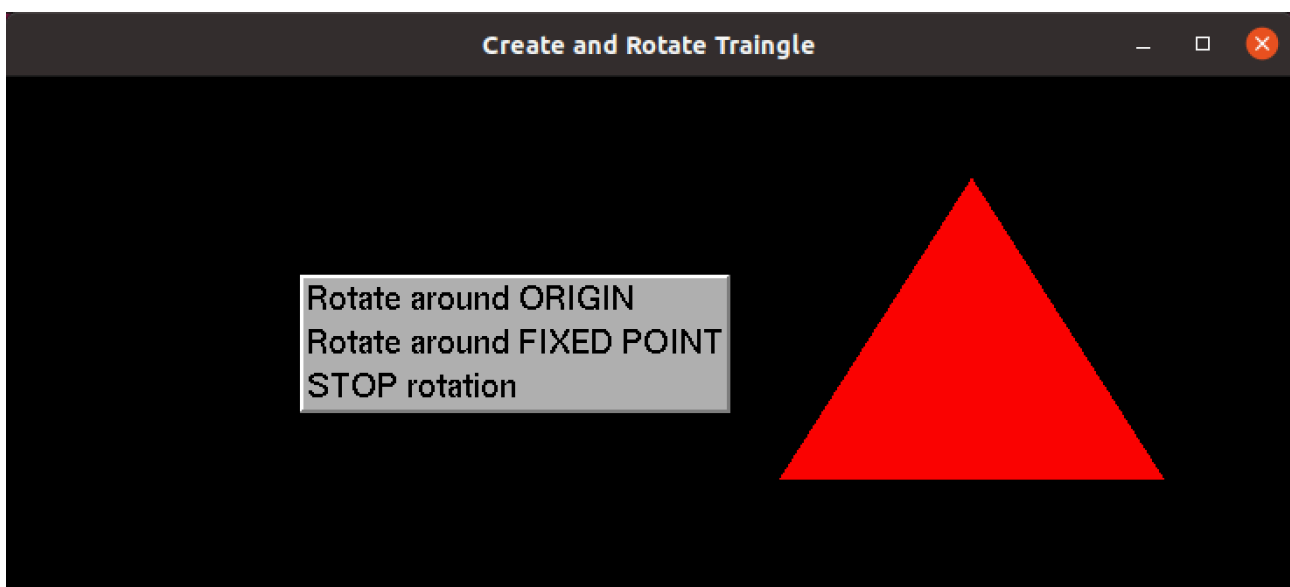 Create and Rotate Traingle
Rotate around ORIGIN
Rotate around FIXED POINT
STOP rotation